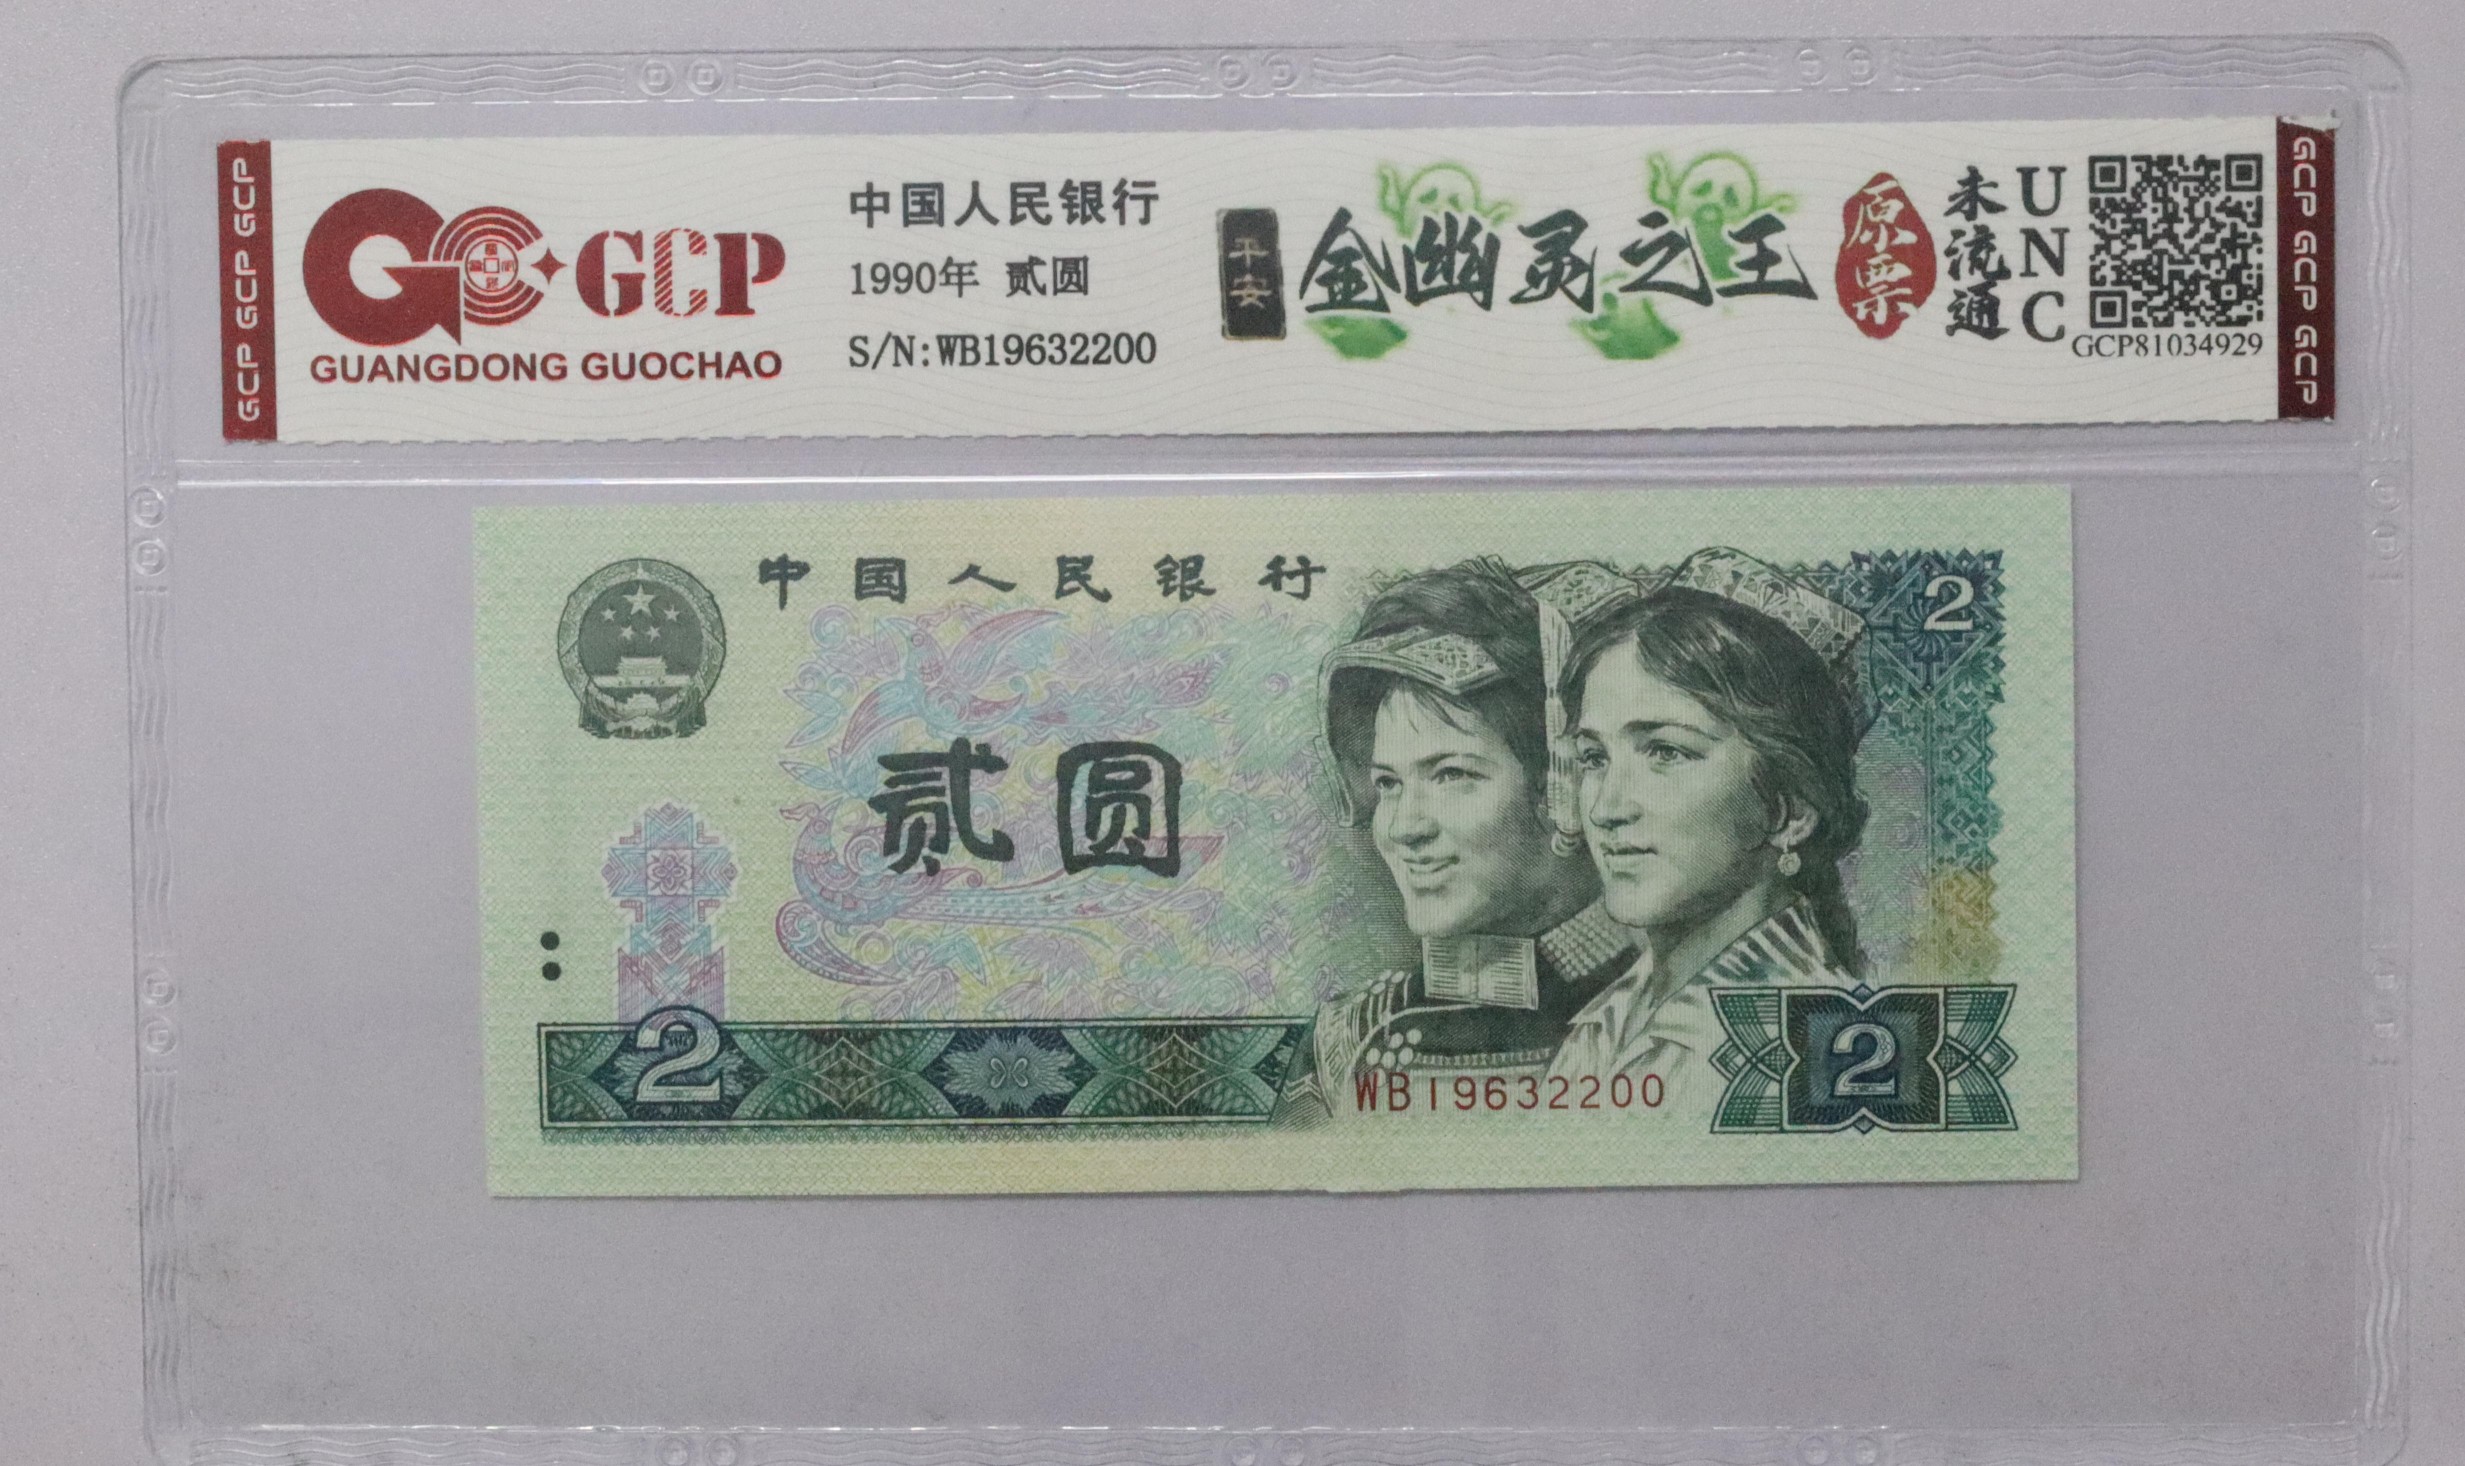 GCP GCP GCP
GCP
GUANGDONG GUOCHAO
中国人民银行
1990年 贰圆
S/N:WB19632200
平安
金幽灵之王
原票
未流通
UNC
GCP81034929
GCP GCP GCP
中国人民银行
2
贰圆
2
WB19632200
2